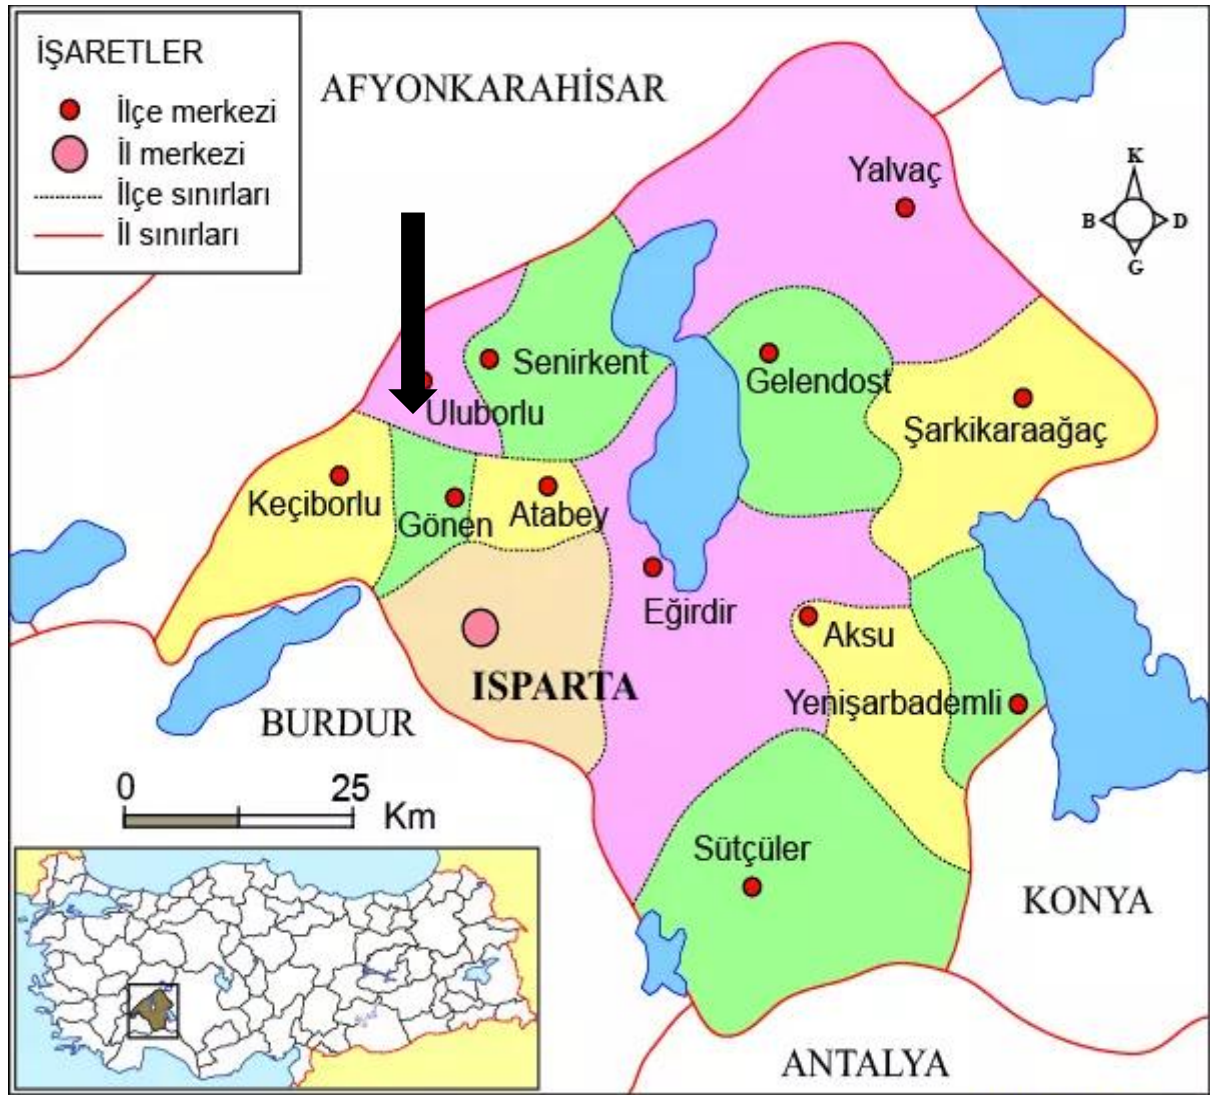 İŞARETLER
İlçe merkezi
İl merkezi
İlçe sınırları
İl sınırları
AFYONKARAHİSAR
K
B D
G
Yalvaç
Senirkent
Gelendost
Uluborlu
Şarkikaraağaç
Keçiborlu
Gönen
Atabey
Eğirdir
Aksu
ISPARTA
Yenişarbademli
BURDUR
0 25
Km
Sütçüler
KONYA
ANTALYA